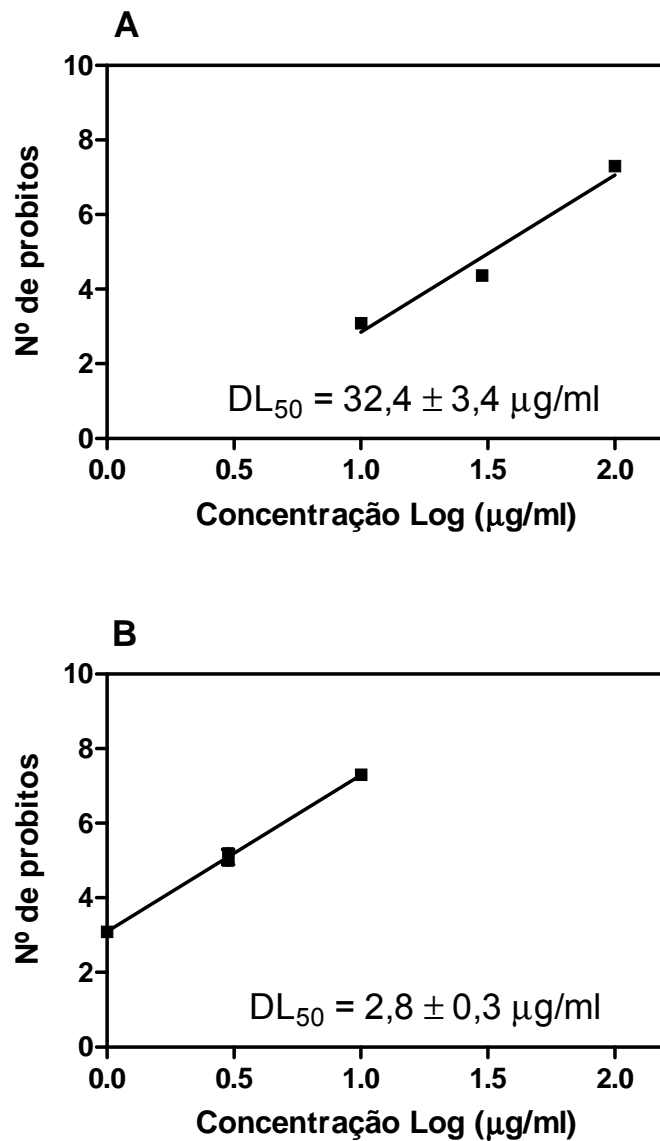 A
10
8
6
4
2
0
Nº de probitos
DL50 = 32,4 ± 3,4 μg/ml
0.0 0.5 1.0 1.5 2.0
Concentração Log (μg/ml)
B
10
8
6
4
2
0
Nº de probitos
DL50 = 2,8 ± 0,3 μg/ml
0.0 0.5 1.0 1.5 2.0
Concentração Log (μg/ml)